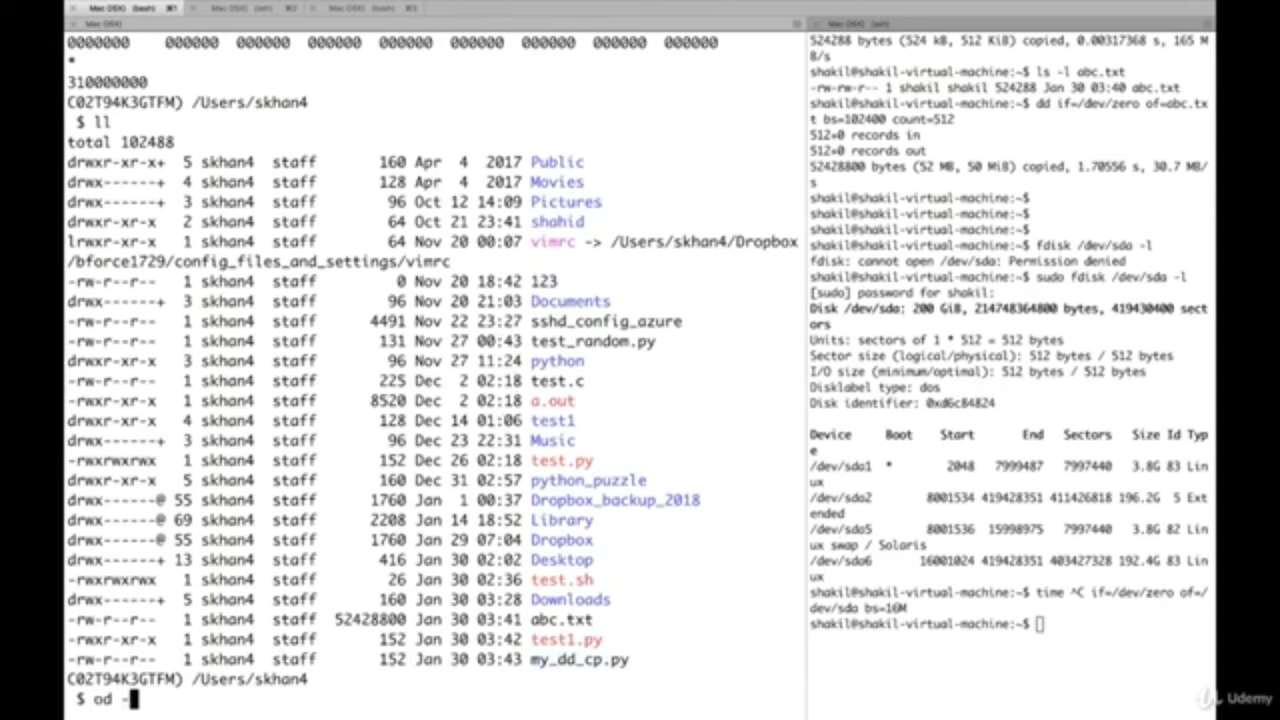 Mac OSX) (bash) ⌘1 Mac OSX) (ssh) ⌘2 Mac OSX) (bash) ⌘3
Mac OSX)
0000000 000000 000000 000000 000000 000000 000000 000000 000000
*
310000000
(C02T94K3GTFM) /Users/skhan4
$ ll
total 102488
drwxr-xr-x+ 5 skhan4 staff 160 Apr 4 2017 Public
drwx------+ 4 skhan4 staff 128 Apr 4 2017 Movies
drwx------+ 3 skhan4 staff 96 Oct 12 14:09 Pictures
drwxr-xr-x 2 skhan4 staff 64 Oct 21 23:41 shahid
lrwxr-xr-x 1 skhan4 staff 64 Nov 20 00:07 vimrc -> /Users/skhan4/Dropbox
/bforce1729/config_files_and_settings/vimrc
-rw-r--r-- 1 skhan4 staff 0 Nov 20 18:42 123
drwx------+ 3 skhan4 staff 96 Nov 20 21:03 Documents
-rw-r--r-- 1 skhan4 staff 4491 Nov 22 23:27 sshd_config_azure
-rw-r--r-- 1 skhan4 staff 131 Nov 27 00:43 test_random.py
drwxr-xr-x 3 skhan4 staff 96 Nov 27 11:24 python
-rw-r--r-- 1 skhan4 staff 225 Dec 2 02:18 test.c
-rwxr-xr-x 1 skhan4 staff 8520 Dec 2 02:18 a.out
drwxr-xr-x 4 skhan4 staff 128 Dec 14 01:06 test1
drwx------+ 3 skhan4 staff 96 Dec 23 22:31 Music
-rwxrwxrwx 1 skhan4 staff 152 Dec 26 02:18 test.py
drwxr-xr-x 5 skhan4 staff 160 Dec 31 02:57 python_puzzle
drwx------@ 55 skhan4 staff 1760 Jan 1 00:37 Dropbox_backup_2018
drwx------@ 69 skhan4 staff 2208 Jan 14 18:52 Library
drwx------@ 55 skhan4 staff 1760 Jan 29 07:04 Dropbox
drwx------+ 13 skhan4 staff 416 Jan 30 02:02 Desktop
-rwxrwxrwx 1 skhan4 staff 26 Jan 30 02:36 test.sh
drwx------+ 5 skhan4 staff 160 Jan 30 03:28 Downloads
-rw-r--r-- 1 skhan4 staff 52428800 Jan 30 03:41 abc.txt
-rwxr-xr-x 1 skhan4 staff 152 Jan 30 03:42 test1.py
-rw-r--r-- 1 skhan4 staff 152 Jan 30 03:43 my_dd_cp.py
(C02T94K3GTFM) /Users/skhan4
$ od -
Mac OSX) (ssh)
524288 bytes (524 kB, 512 KiB) copied, 0.00317368 s, 165 M
B/s
shakil@shakil-virtual-machine:~$ ls -l abc.txt
-rw-rw-r-- 1 shakil shakil 524288 Jan 30 03:40 abc.txt
shakil@shakil-virtual-machine:~$ dd if=/dev/zero of=abc.tx
t bs=102400 count=512
512+0 records in
512+0 records out
52428800 bytes (52 MB, 50 MiB) copied, 1.70556 s, 30.7 MB/
s
shakil@shakil-virtual-machine:~$
shakil@shakil-virtual-machine:~$
shakil@shakil-virtual-machine:~$
shakil@shakil-virtual-machine:~$ fdisk /dev/sda -l
fdisk: cannot open /dev/sda: Permission denied
shakil@shakil-virtual-machine:~$ sudo fdisk /dev/sda -l
[sudo] password for shakil:
Disk /dev/sda: 200 GiB, 214748364800 bytes, 419430400 sect
ors
Units: sectors of 1 * 512 = 512 bytes
Sector size (logical/physical): 512 bytes / 512 bytes
I/O size (minimum/optimal): 512 bytes / 512 bytes
Disklabel type: dos
Disk identifier: 0xd6c84824
Device Boot Start End Sectors Size Id Typ
e
/dev/sda1 * 2048 7999487 7997440 3.8G 83 Lin
ux
/dev/sda2 8001534 419428351 411426818 196.2G 5 Ext
ended
/dev/sda5 8001536 15998975 7997440 3.8G 82 Lin
ux swap / Solaris
/dev/sda6 16001024 419428351 403427328 192.4G 83 Lin
ux
shakil@shakil-virtual-machine:~$ time ^C if=/dev/zero of=/
dev/sda bs=16M
shakil@shakil-virtual-machine:~$
Udemy